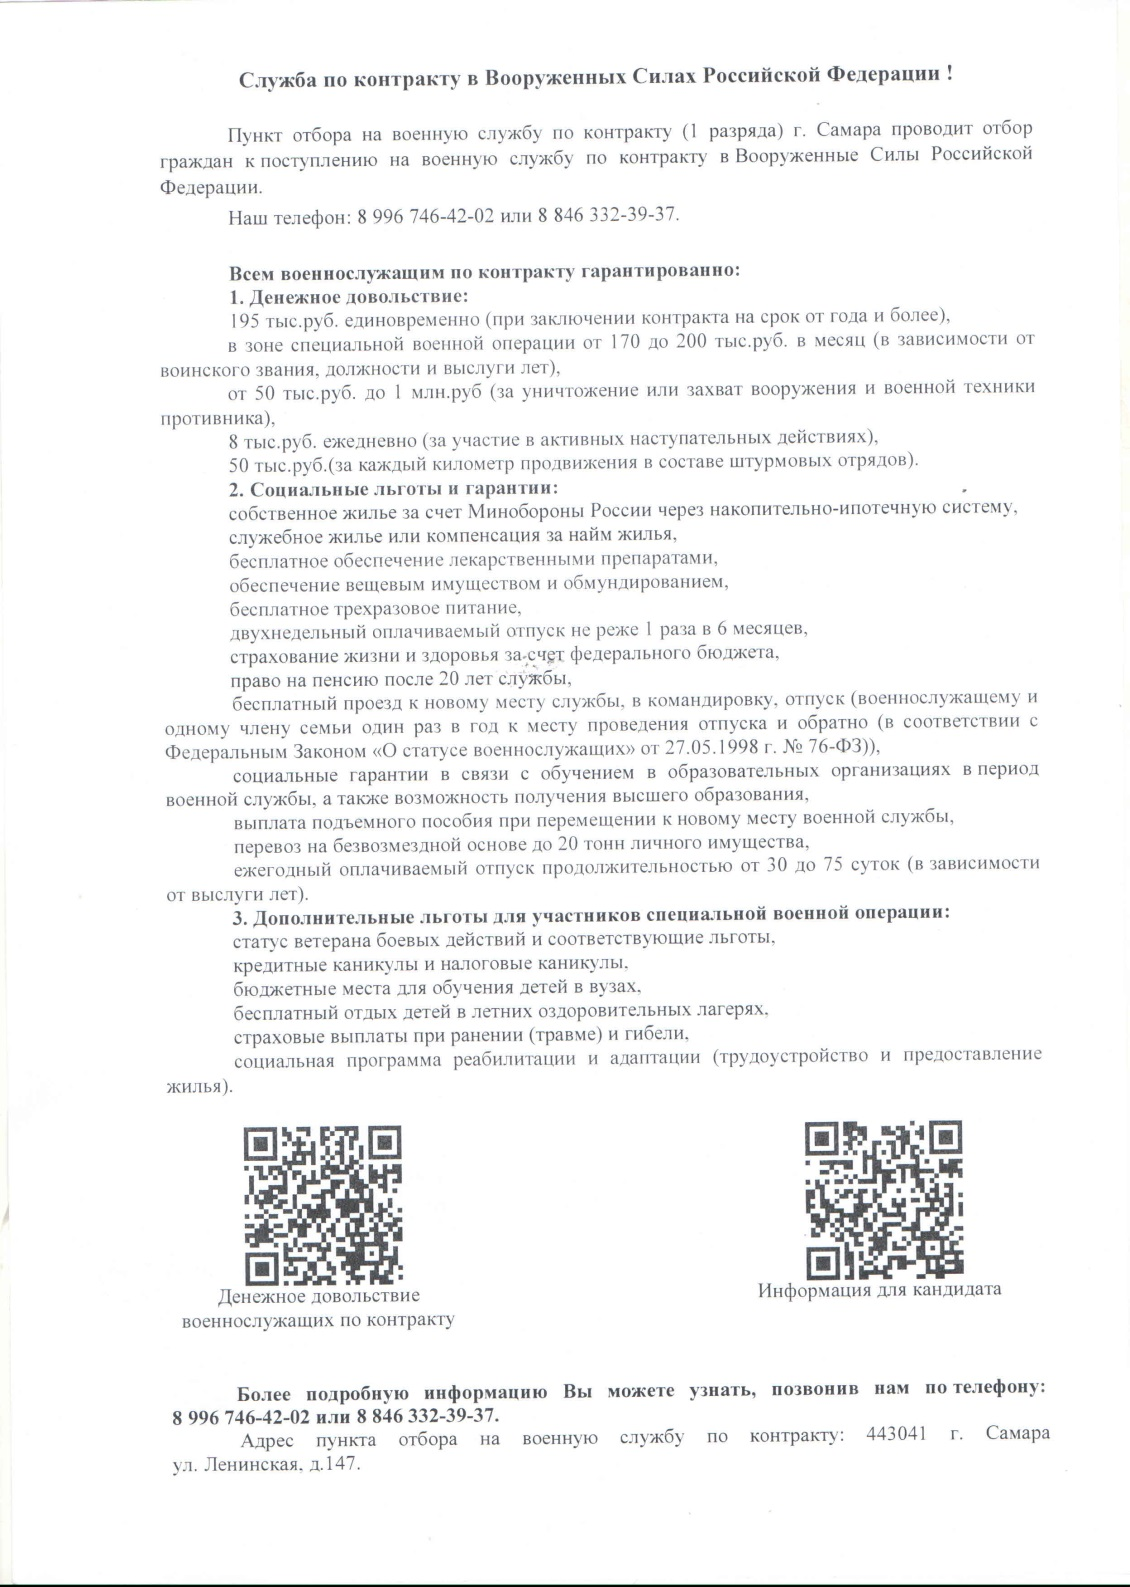 Служба по контракту в Вооруженных Силах Российской Федерации !
Пункт отбора на военную службу по контракту (1 разряда) г. Самара проводит отбор
граждан к поступлению на военную службу по контракту в Вооруженные Силы Российской
Федерации.
Наш телефон: 8 996 746-42-02 или 8 846 332-39-37.
Всем военнослужащим по контракту гарантированно:
1. Денежное довольствие:
195 тыс.руб. единовременно (при заключении контракта на срок от года и более),
в зоне специальной военной операции от 170 до 200 тыс.руб. в месяц (в зависимости от
воинского звания, должности и выслуги лет),
от 50 тыс.руб. до 1 млн.руб (за уничтожение или захват вооружения и военной техники
противника),
8 тыс.руб. ежедневно (за участие в активных наступательных действиях),
50 тыс.руб.(за каждый километр продвижения в составе штурмовых отрядов).
2. Социальные льготы и гарантии:
собственное жилье за счет Минобороны России через накопительно-ипотечную систему,
служебное жилье или компенсация за найм жилья,
бесплатное обеспечение лекарственными препаратами,
обеспечение вещевым имуществом и обмундированием,
бесплатное трехразовое питание,
двухнедельный оплачиваемый отпуск не реже 1 раза в 6 месяцев,
страхование жизни и здоровья за счет федерального бюджета,
право на пенсию после 20 лет службы,
бесплатный проезд к новому месту службы, в командировку, отпуск (военнослужащему и
одному члену семьи один раз в год к месту проведения отпуска и обратно (в соответствии с
Федеральным Законом «О статусе военнослужащих» от 27.05.1998 г. № 76-ФЗ)),
социальные гарантии в связи с обучением в образовательных организациях в период
военной службы, а также возможность получения высшего образования,
выплата подъемного пособия при перемещении к новому месту военной службы,
перевоз на безвозмездной основе до 20 тонн личного имущества,
ежегодный оплачиваемый отпуск продолжительностью от 30 до 75 суток (в зависимости
от выслуги лет).
3. Дополнительные льготы для участников специальной военной операции:
статус ветерана боевых действий и соответствующие льготы,
кредитные каникулы и налоговые каникулы,
бюджетные места для обучения детей в вузах,
бесплатный отдых детей в летних оздоровительных лагерях,
страховые выплаты при ранении (травме) и гибели,
социальная программа реабилитации и адаптации (трудоустройство и предоставление
жилья).
Денежное довольствие
военнослужащих по контракту
Информация для кандидата
Более подробную информацию Вы можете узнать, позвонив нам по телефону:
8 996 746-42-02 или 8 846 332-39-37.
Адрес пункта отбора на военную службу по контракту: 443041 г. Самара
ул. Ленинская, д.147.